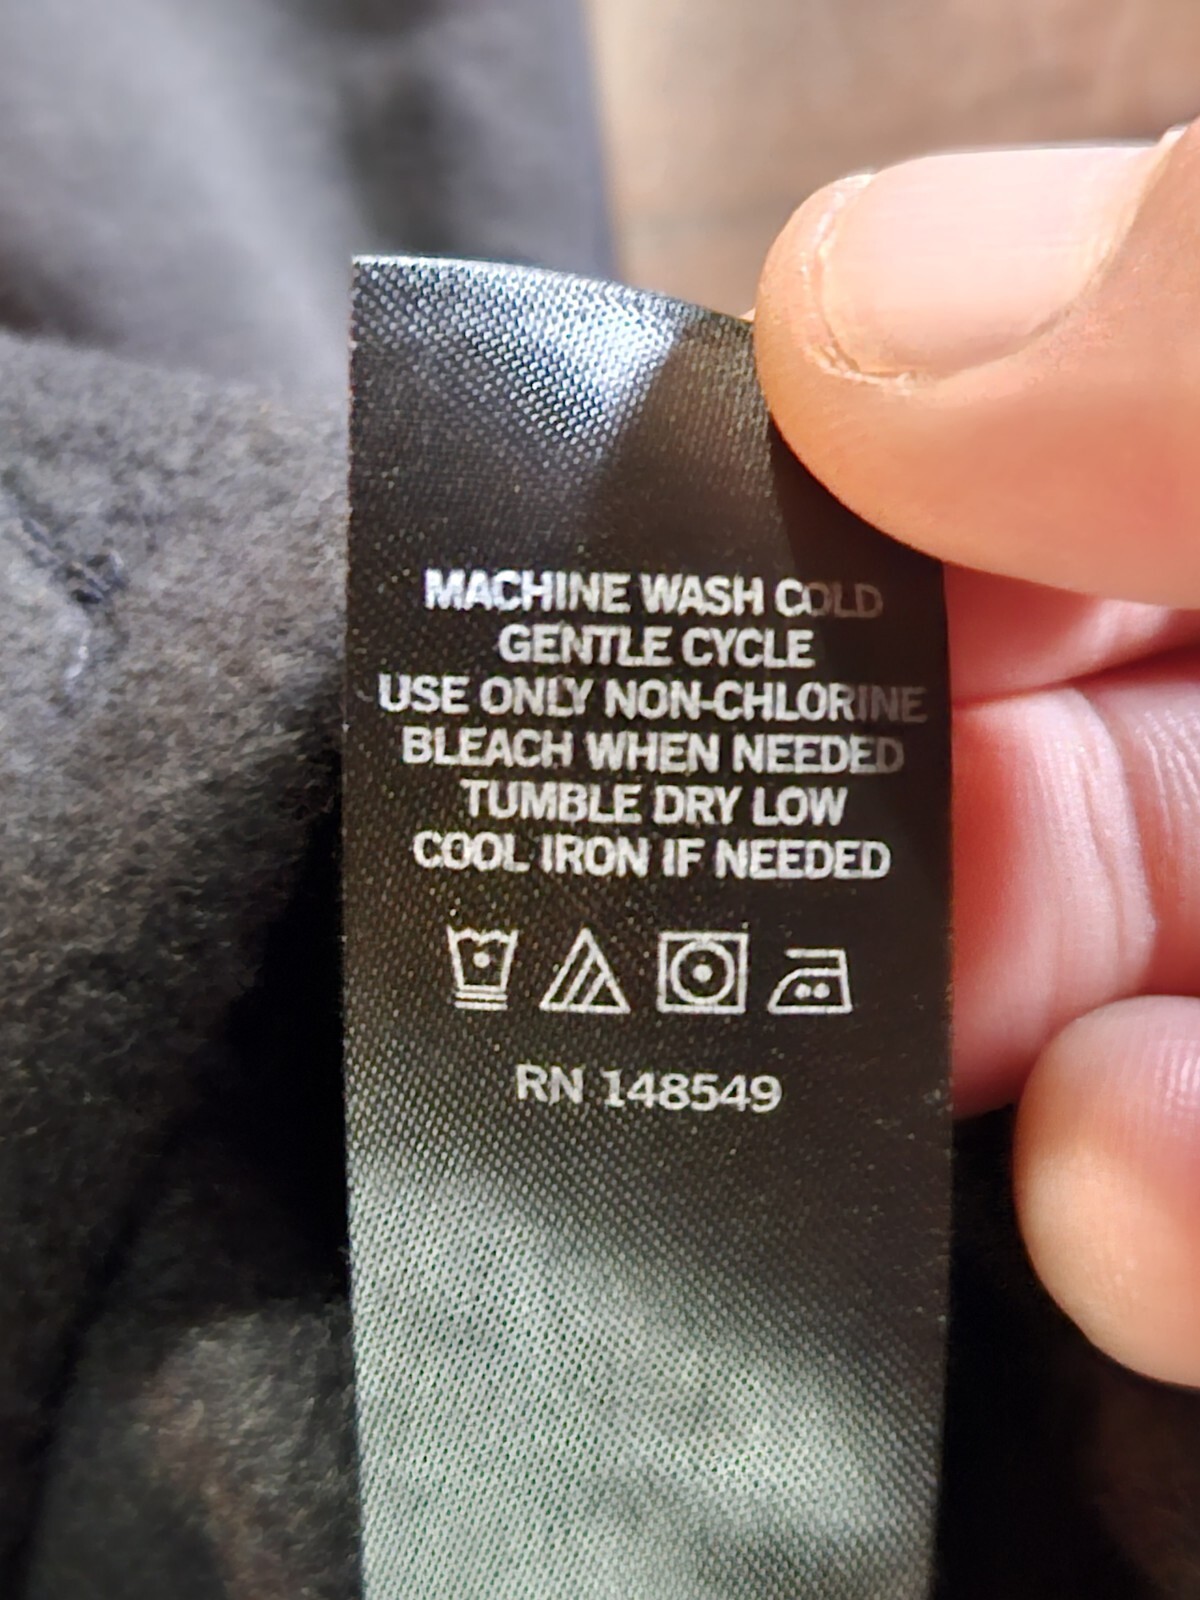 MACHINE WASH COLD
GENTLE CYCLE
USE ONLY NON-CHLORINE
BLEACH WHEN NEEDED
TUMBLE DRY LOW
COOL IRON IF NEEDED
RN 148549